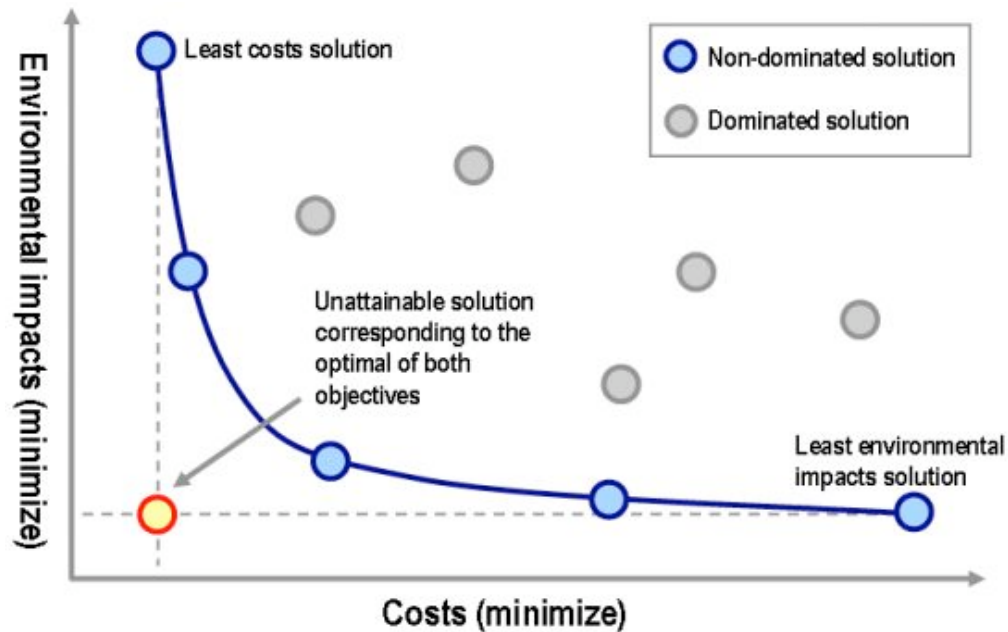 Environmental impacts (minimize)
Least costs solution
Non-dominated solution
Dominated solution
Unattainable solution
corresponding to the
optimal of both
objectives
Least environmental
impacts solution
Costs (minimize)